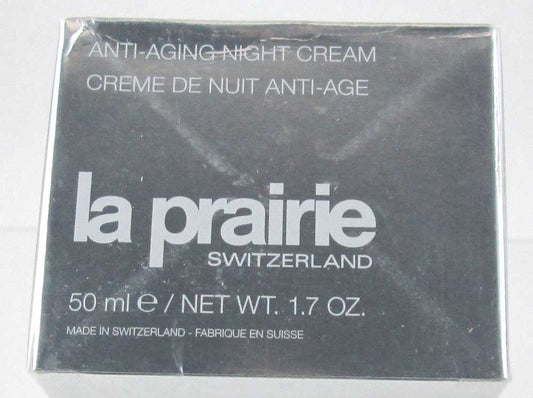 ANTI-AGING NIGHT CREAM
CREME DE NUIT ANTI-AGE
la prairie
SWITZERLAND
50 ml ℮ / NET WT. 1.7 OZ.
MADE IN SWITZERLAND - FABRIQUE EN SUISSE